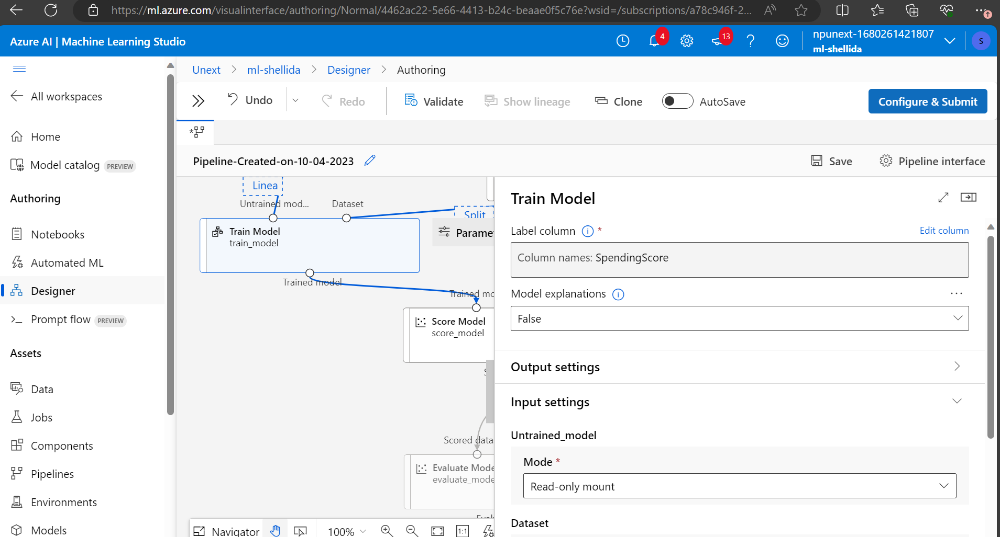 https://ml.azure.com/visualinterface/authoring/Normal/4462ac22-5e66-4413-b24c-beaae0f5c76e?wsid=/subscriptions/a78c946f-2...
Azure AI | Machine Learning Studio
4
13
npunext-1680261421807
ml-shellida
S
Unext > ml-shellida > Designer > Authoring
All workspaces
Undo
Redo
Validate
Show lineage
Clone
AutoSave
Configure & Submit
Home
Model catalog PREVIEW
Authoring
Notebooks
Automated ML
Designer
Prompt flow PREVIEW
Assets
Data
Jobs
Components
Pipelines
Environments
Models
Pipeline-Created-on-10-04-2023
Save
Pipeline interface
Linea
Untrained mod...
Dataset
Split
Train Model
train_model
Parame
Trained model
Trained mo
Score Model
score_model
S
Scored data
Evaluate Mode
evaluate_mode
Eval
Navigator
100%
1:1
Train Model
Label column *
Edit column
Column names: SpendingScore
Model explanations
...
False
Output settings
Input settings
Untrained_model
Mode *
Read-only mount
Dataset